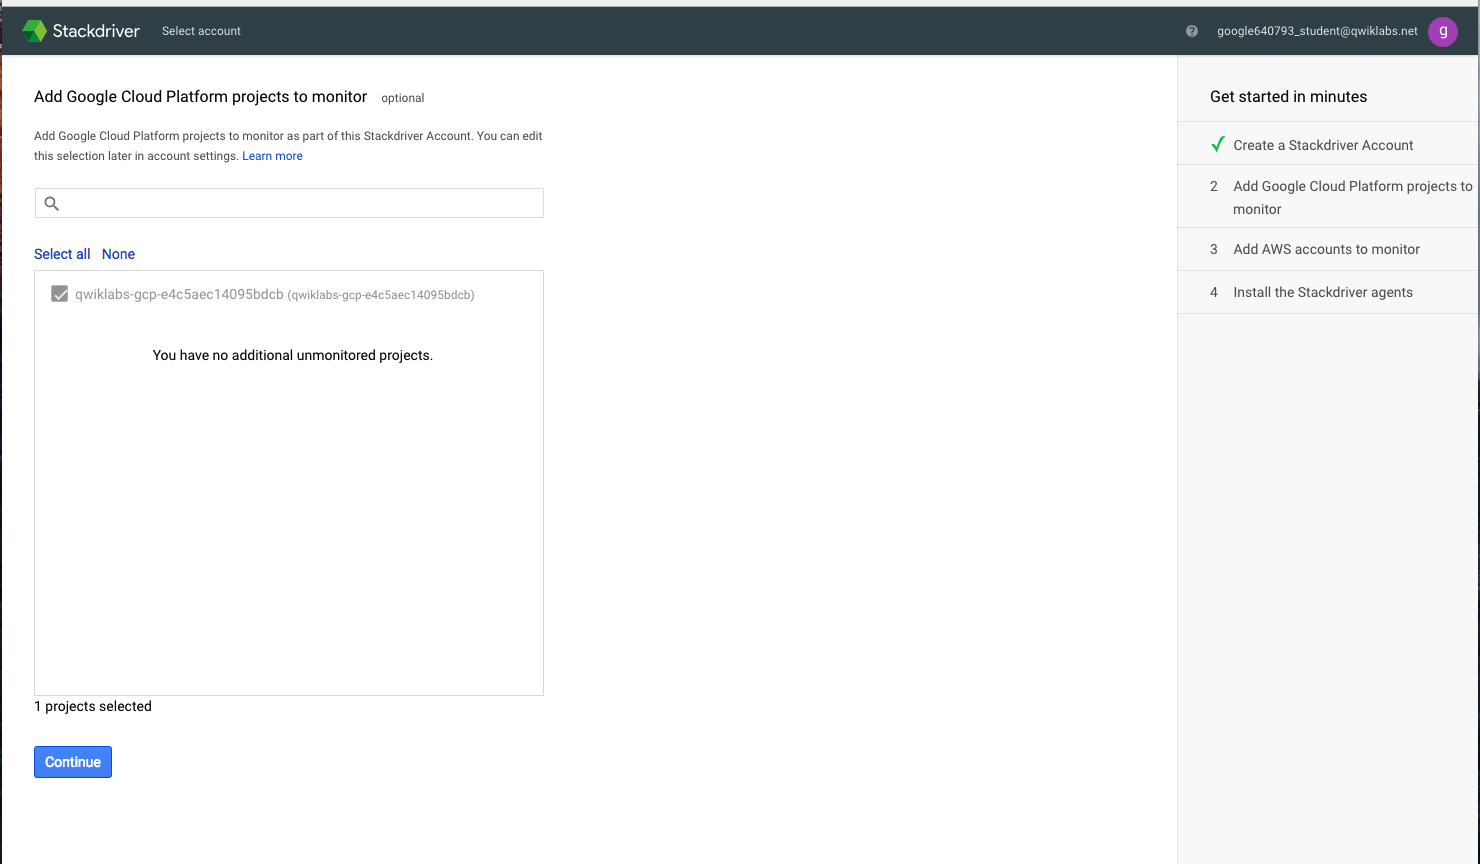 Stackdriver Select account google640793_student@qwiklabs.net g
Add Google Cloud Platform projects to monitor optional
Add Google Cloud Platform projects to monitor as part of this Stackdriver Account. You can edit
this selection later in account settings. Learn more
Select all None
qwiklabs-gcp-e4c5aec14095bdcb (qwiklabs-gcp-e4c5aec14095bdcb)
You have no additional unmonitored projects.
1 projects selected
Continue
Get started in minutes
Create a Stackdriver Account
2 Add Google Cloud Platform projects to
monitor
3 Add AWS accounts to monitor
4 Install the Stackdriver agents